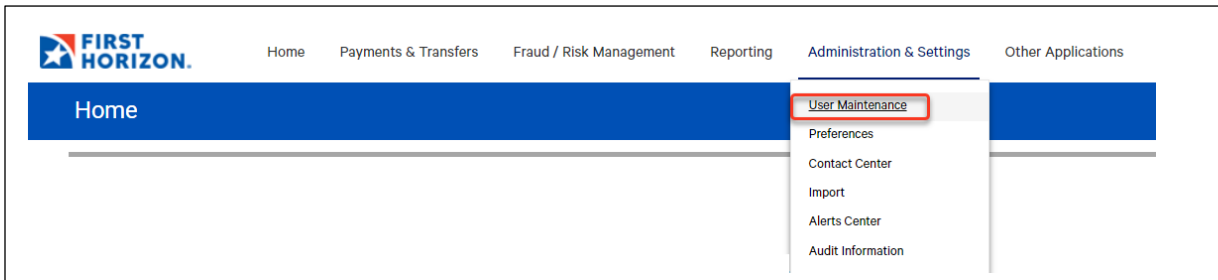 FIRST
HORIZON.
Home Payments & Transfers Fraud / Risk Management Reporting Administration & Settings Other Applications
Home
User Maintenance
Preferences
Contact Center
Import
Alerts Center
Audit Information